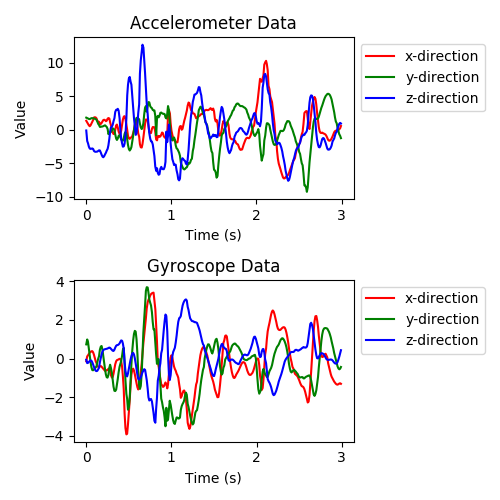 Accelerometer Data
Value
10
5
0
−5
−10
0 1 2 3
Time (s)
x-direction
y-direction
z-direction
Gyroscope Data
Value
4
2
0
−2
−4
0 1 2 3
Time (s)
x-direction
y-direction
z-direction